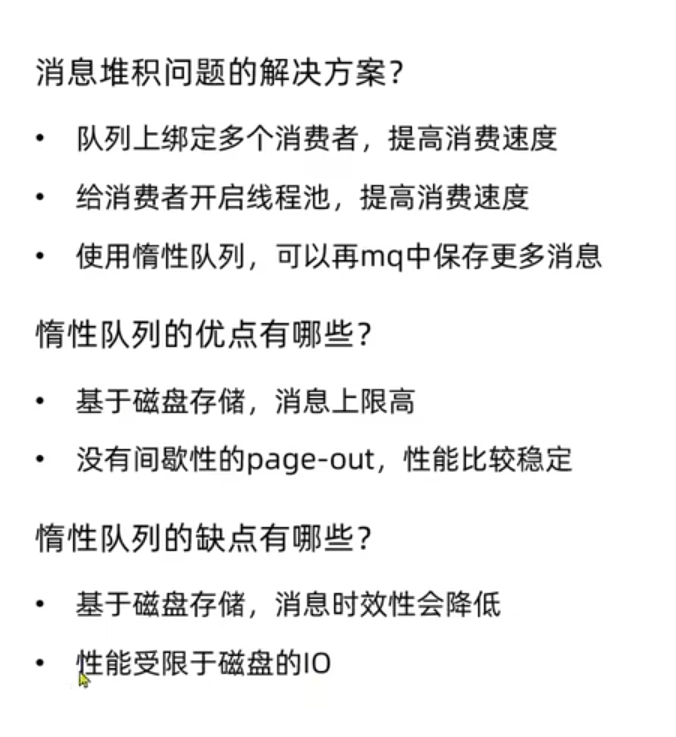 消息堆积问题的解决方案？
• 队列上绑定多个消费者，提高消费速度
• 给消费者开启线程池，提高消费速度
• 使用惰性队列，可以再mq中保存更多消息
惰性队列的优点有哪些？
• 基于磁盘存储，消息上限高
• 没有间歇性的page-out，性能比较稳定
惰性队列的缺点有哪些？
• 基于磁盘存储，消息时效性会降低
• 性能受限于磁盘的IO